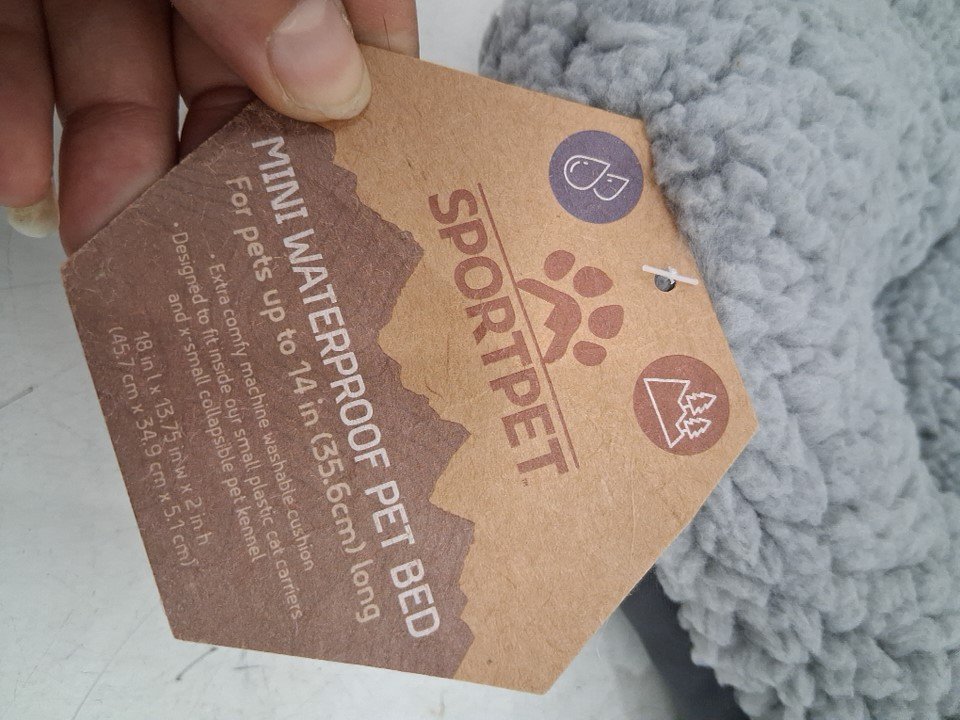 SPORTPET™
MINI WATERPROOF PET BED
For pets up to 14 in (35.6cm) long
• Extra comfy machine washable cushion
• Designed to fit inside our small plastic cat carriers
and x-small collapsible pet kennel
18 in l x 13.75 in w x 2 in h
(45.7 cm x 34.9 cm x 5.1 cm)